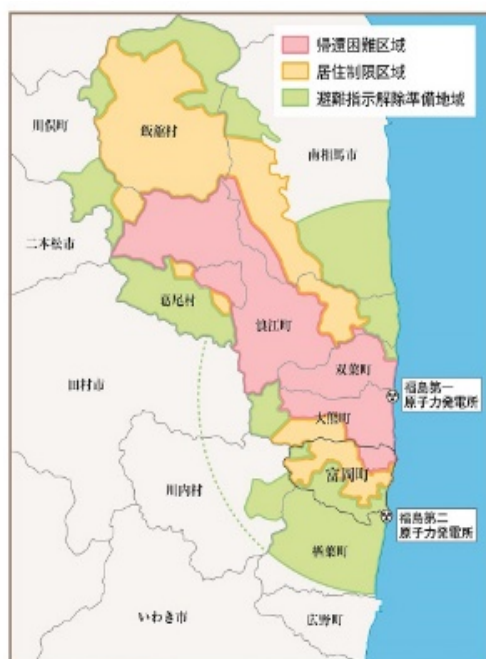 帰還困難区域
居住制限区域
避難指示解除準備地域
川俣町
飯舘村
南相馬市
二本松市
葛尾村
浪江町
双葉町
福島第一
原子力発電所
田村市
大熊町
富岡町
川内村
福島第二
原子力発電所
楢葉町
いわき市
広野町